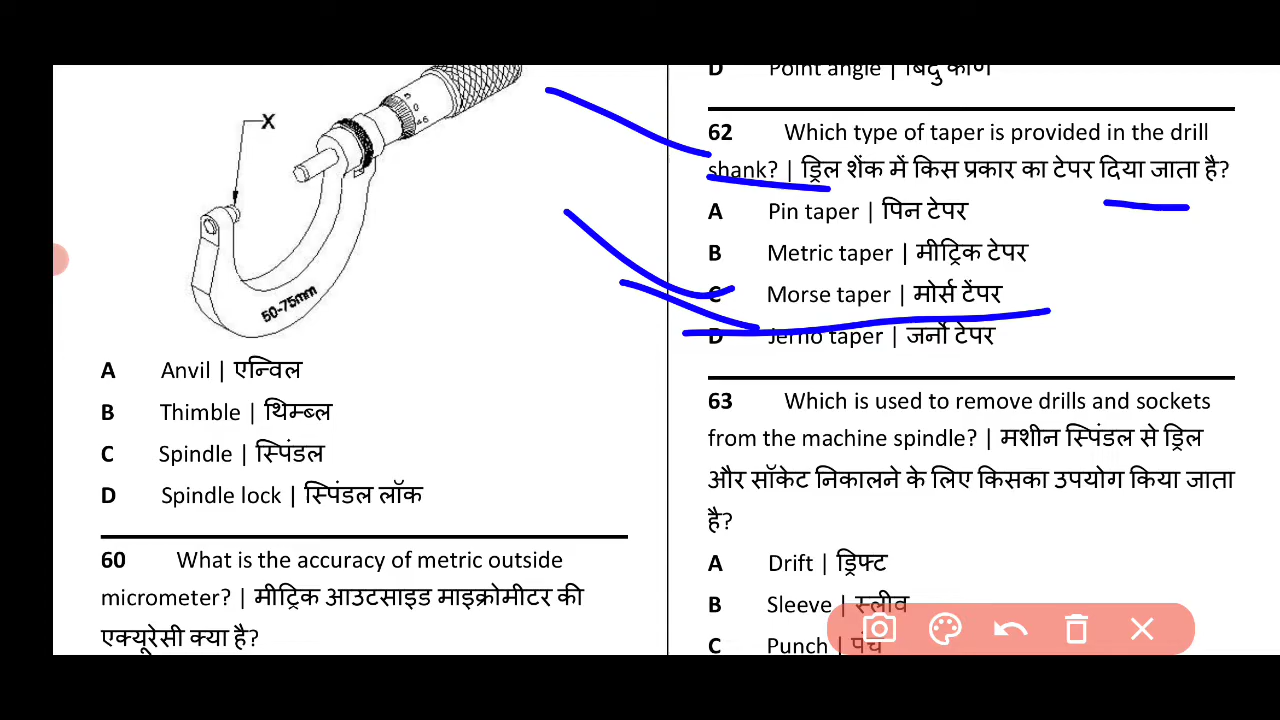 X
5
0
46
50-75mm
A Anvil | एन्विल
B Thimble | थिम्ब्ल
C Spindle | स्पिंडल
D Spindle lock | स्पिंडल लॉक
60 What is the accuracy of metric outside
micrometer? | मीट्रिक आउटसाइड माइक्रोमीटर की
एक्यूरेसी क्या है?
D Point angle | बिंदु कोण
62 Which type of taper is provided in the drill
shank? | ड्रिल शेंक में किस प्रकार का टेपर दिया जाता है?
A Pin taper | पिन टेपर
B Metric taper | मीट्रिक टेपर
C Morse taper | मोर्स टेंपर
D Jerno taper | जर्नो टेपर
63 Which is used to remove drills and sockets
from the machine spindle? | मशीन स्पिंडल से ड्रिल
और सॉकेट निकालने के लिए किसका उपयोग किया जाता
है?
A Drift | ड्रिफ्ट
B Sleeve | स्लीव
C Punch | पंच